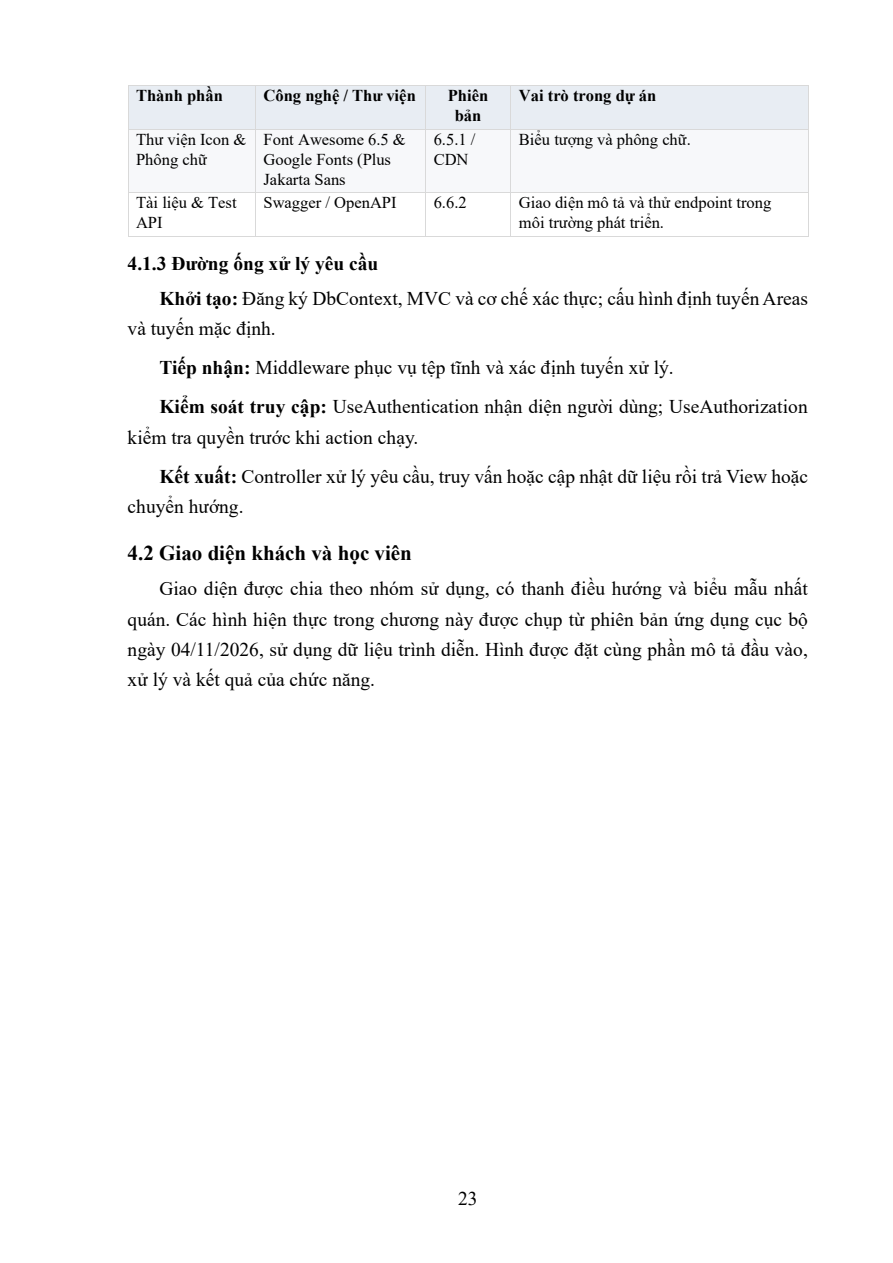 Thành phần Công nghệ / Thư viện Phiên bản Vai trò trong dự án
Thư viện Icon & Phông chữ Font Awesome 6.5 & Google Fonts (Plus Jakarta Sans 6.5.1 / CDN Biểu tượng và phông chữ.
Tài liệu & Test API Swagger / OpenAPI 6.6.2 Giao diện mô tả và thử endpoint trong môi trường phát triển.
4.1.3 Đường ống xử lý yêu cầu
Khởi tạo: Đăng ký DbContext, MVC và cơ chế xác thực; cấu hình định tuyến Areas
và tuyến mặc định.
Tiếp nhận: Middleware phục vụ tệp tĩnh và xác định tuyến xử lý.
Kiểm soát truy cập: UseAuthentication nhận diện người dùng; UseAuthorization
kiểm tra quyền trước khi action chạy.
Kết xuất: Controller xử lý yêu cầu, truy vấn hoặc cập nhật dữ liệu rồi trả View hoặc
chuyển hướng.
4.2 Giao diện khách và học viên
Giao diện được chia theo nhóm sử dụng, có thanh điều hướng và biểu mẫu nhất
quán. Các hình hiện thực trong chương này được chụp từ phiên bản ứng dụng cục bộ
ngày 04/11/2026, sử dụng dữ liệu trình diễn. Hình được đặt cùng phần mô tả đầu vào,
xử lý và kết quả của chức năng.
23